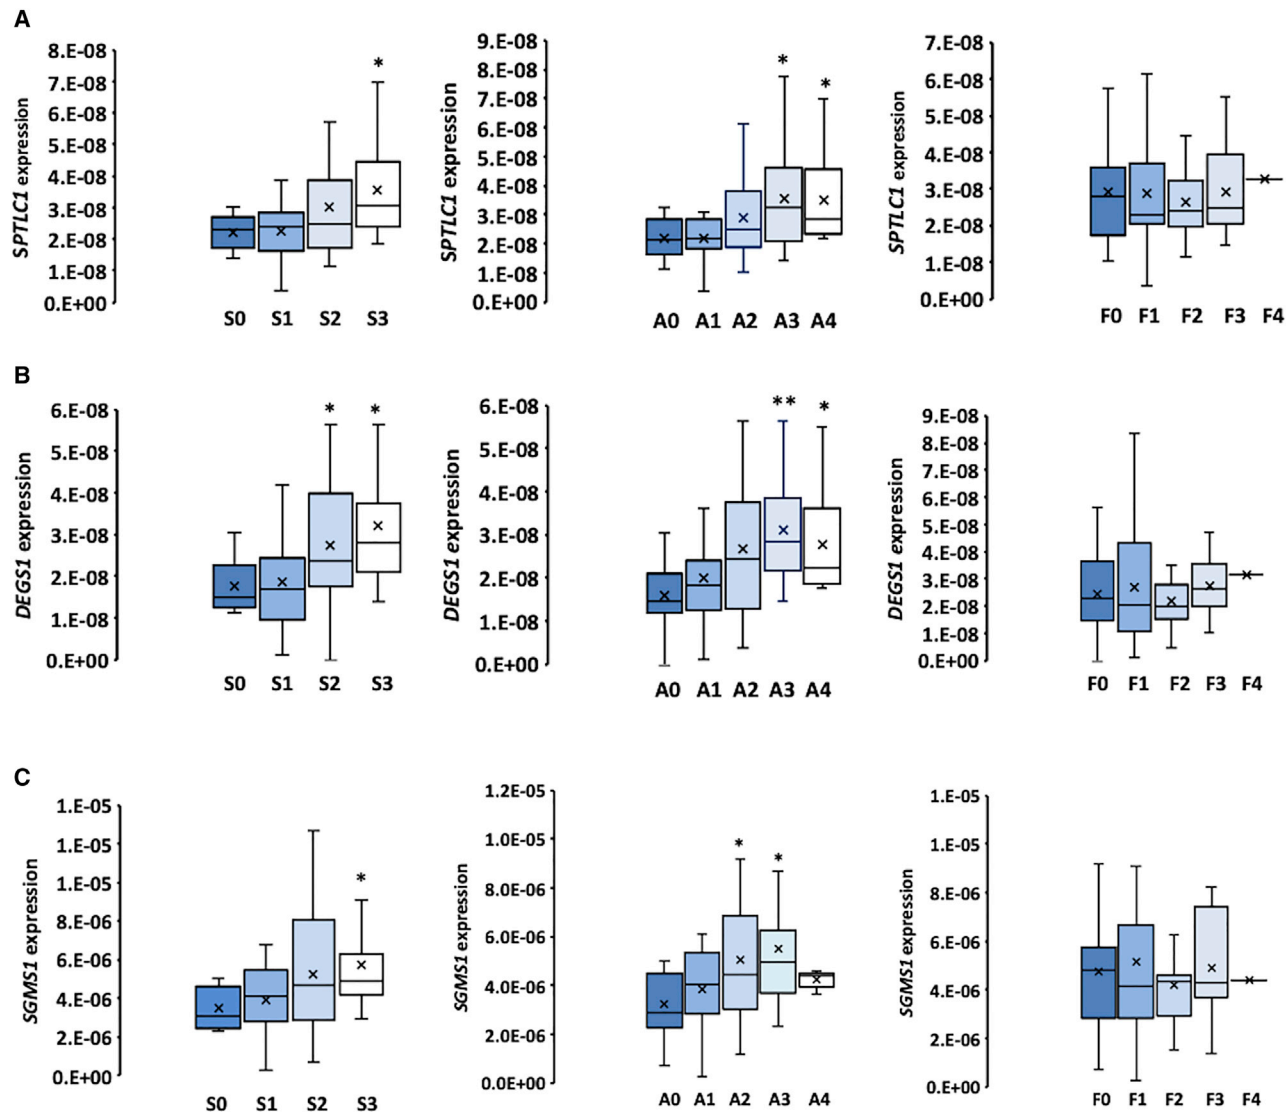 A
SPTLC1 expression
8.E-08
7.E-08
6.E-08
5.E-08
4.E-08
3.E-08
2.E-08
1.E-08
0.E+00
*
S0 S1 S2 S3
SPTLC1 expression
9.E-08
8.E-08
7.E-08
6.E-08
5.E-08
4.E-08
3.E-08
2.E-08
1.E-08
0.E+00
* *
A0 A1 A2 A3 A4
SPTLC1 expression
7.E-08
6.E-08
5.E-08
4.E-08
3.E-08
2.E-08
1.E-08
0.E+00
F0 F1 F2 F3 F4
B
DEGS1 expression
6.E-08
5.E-08
4.E-08
3.E-08
2.E-08
1.E-08
0.E+00
* *
S0 S1 S2 S3
DEGS1 expression
6.E-08
5.E-08
4.E-08
3.E-08
2.E-08
1.E-08
0.E+00
** *
A0 A1 A2 A3 A4
DEGS1 expression
9.E-08
8.E-08
7.E-08
6.E-08
5.E-08
4.E-08
3.E-08
2.E-08
1.E-08
0.E+00
F0 F1 F2 F3 F4
C
SGMS1 expression
1.E-05
1.E-05
1.E-05
8.E-06
6.E-06
4.E-06
2.E-06
0.E+00
*
S0 S1 S2 S3
SGMS1 expression
1.2E-05
1.0E-05
8.0E-06
6.0E-06
4.0E-06
2.0E-06
0.0E+00
* *
A0 A1 A2 A3 A4
SGMS1 expression
1.E-05
8.E-06
6.E-06
4.E-06
2.E-06
0.E+00
F0 F1 F2 F3 F4